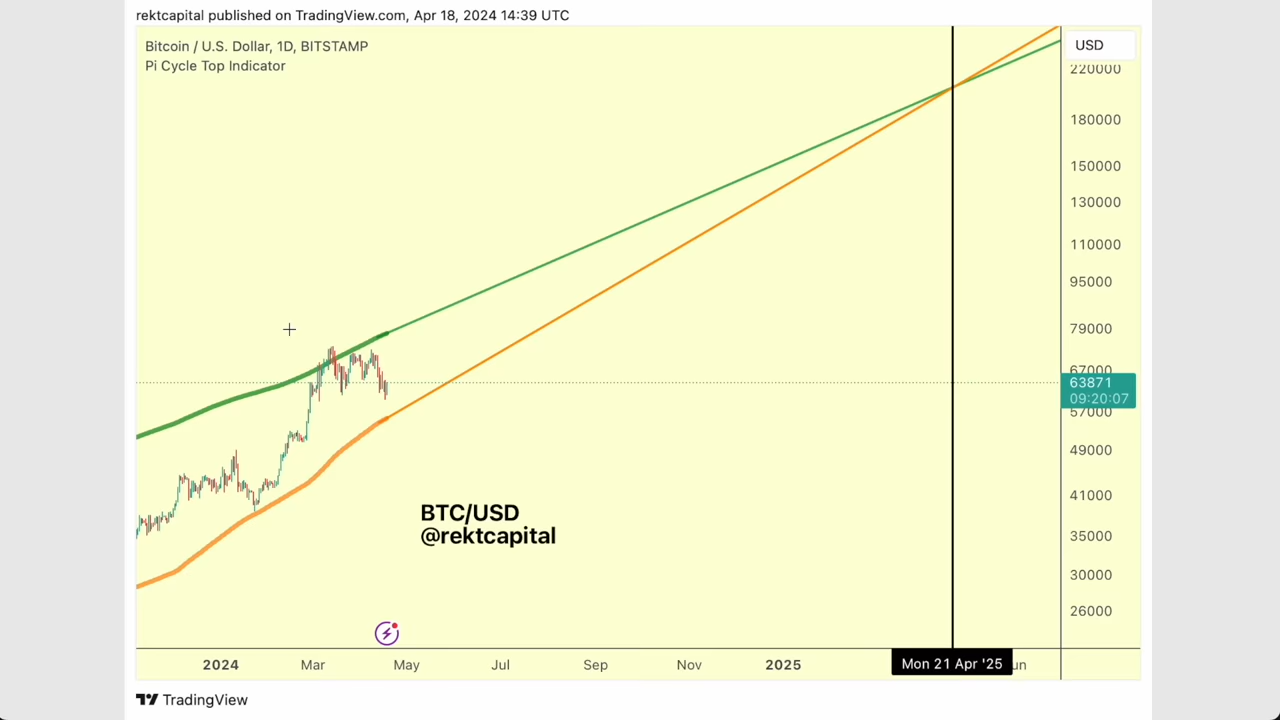 rektcapital published on TradingView.com, Apr 18, 2024 14:39 UTC
Bitcoin / U.S. Dollar, 1D, BITSTAMP
Pi Cycle Top Indicator
USD
220000
180000
150000
130000
110000
95000
79000
67000
63871
09:20:07
57000
49000
41000
35000
30000
26000
BTC/USD
@rektcapital
2024 Mar May Jul Sep Nov 2025 Mon 21 Apr '25
TradingView